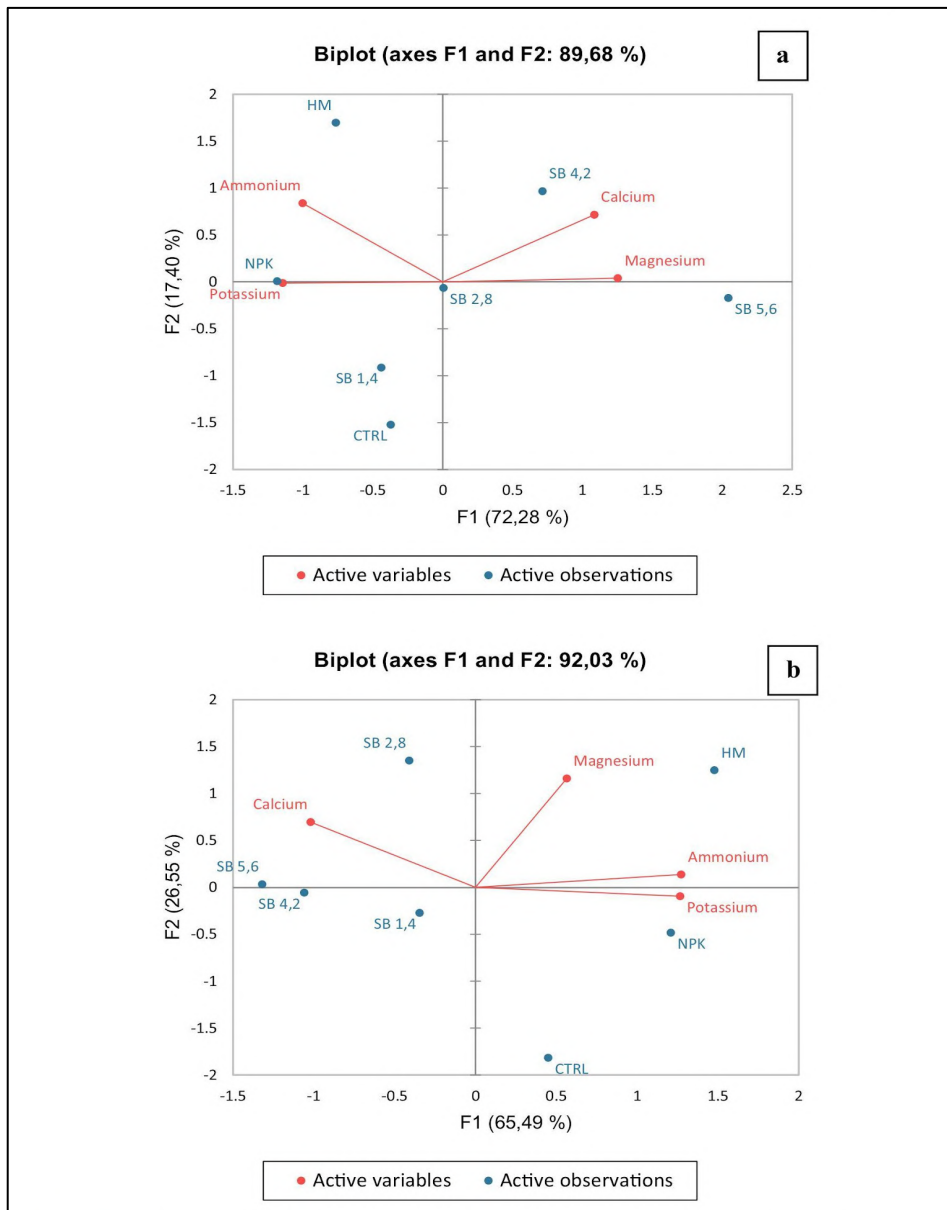 Biplot (axes F1 and F2: 89,68 %)
a
2
HM
1.5
SB 4,2
1
Ammonium
Calcium
0.5
NPK
Magnesium
0
Potassium
SB 2,8
SB 5,6
-0.5
-1
SB 1,4
-1.5
CTRL
-2
F2 (17,40 %)
-1.5 -1 -0.5 0 0.5 1 1.5 2 2.5
F1 (72,28 %)
Active variables Active observations
Biplot (axes F1 and F2: 92,03 %)
b
2
SB 2,8
HM
1.5
Magnesium
1
Calcium
0.5
SB 5,6
Ammonium
0
SB 4,2
Potassium
SB 1,4
-0.5
NPK
-1
-1.5
CTRL
-2
F2 (26,55 %)
-1.5 -1 -0.5 0 0.5 1 1.5 2
F1 (65,49 %)
Active variables Active observations